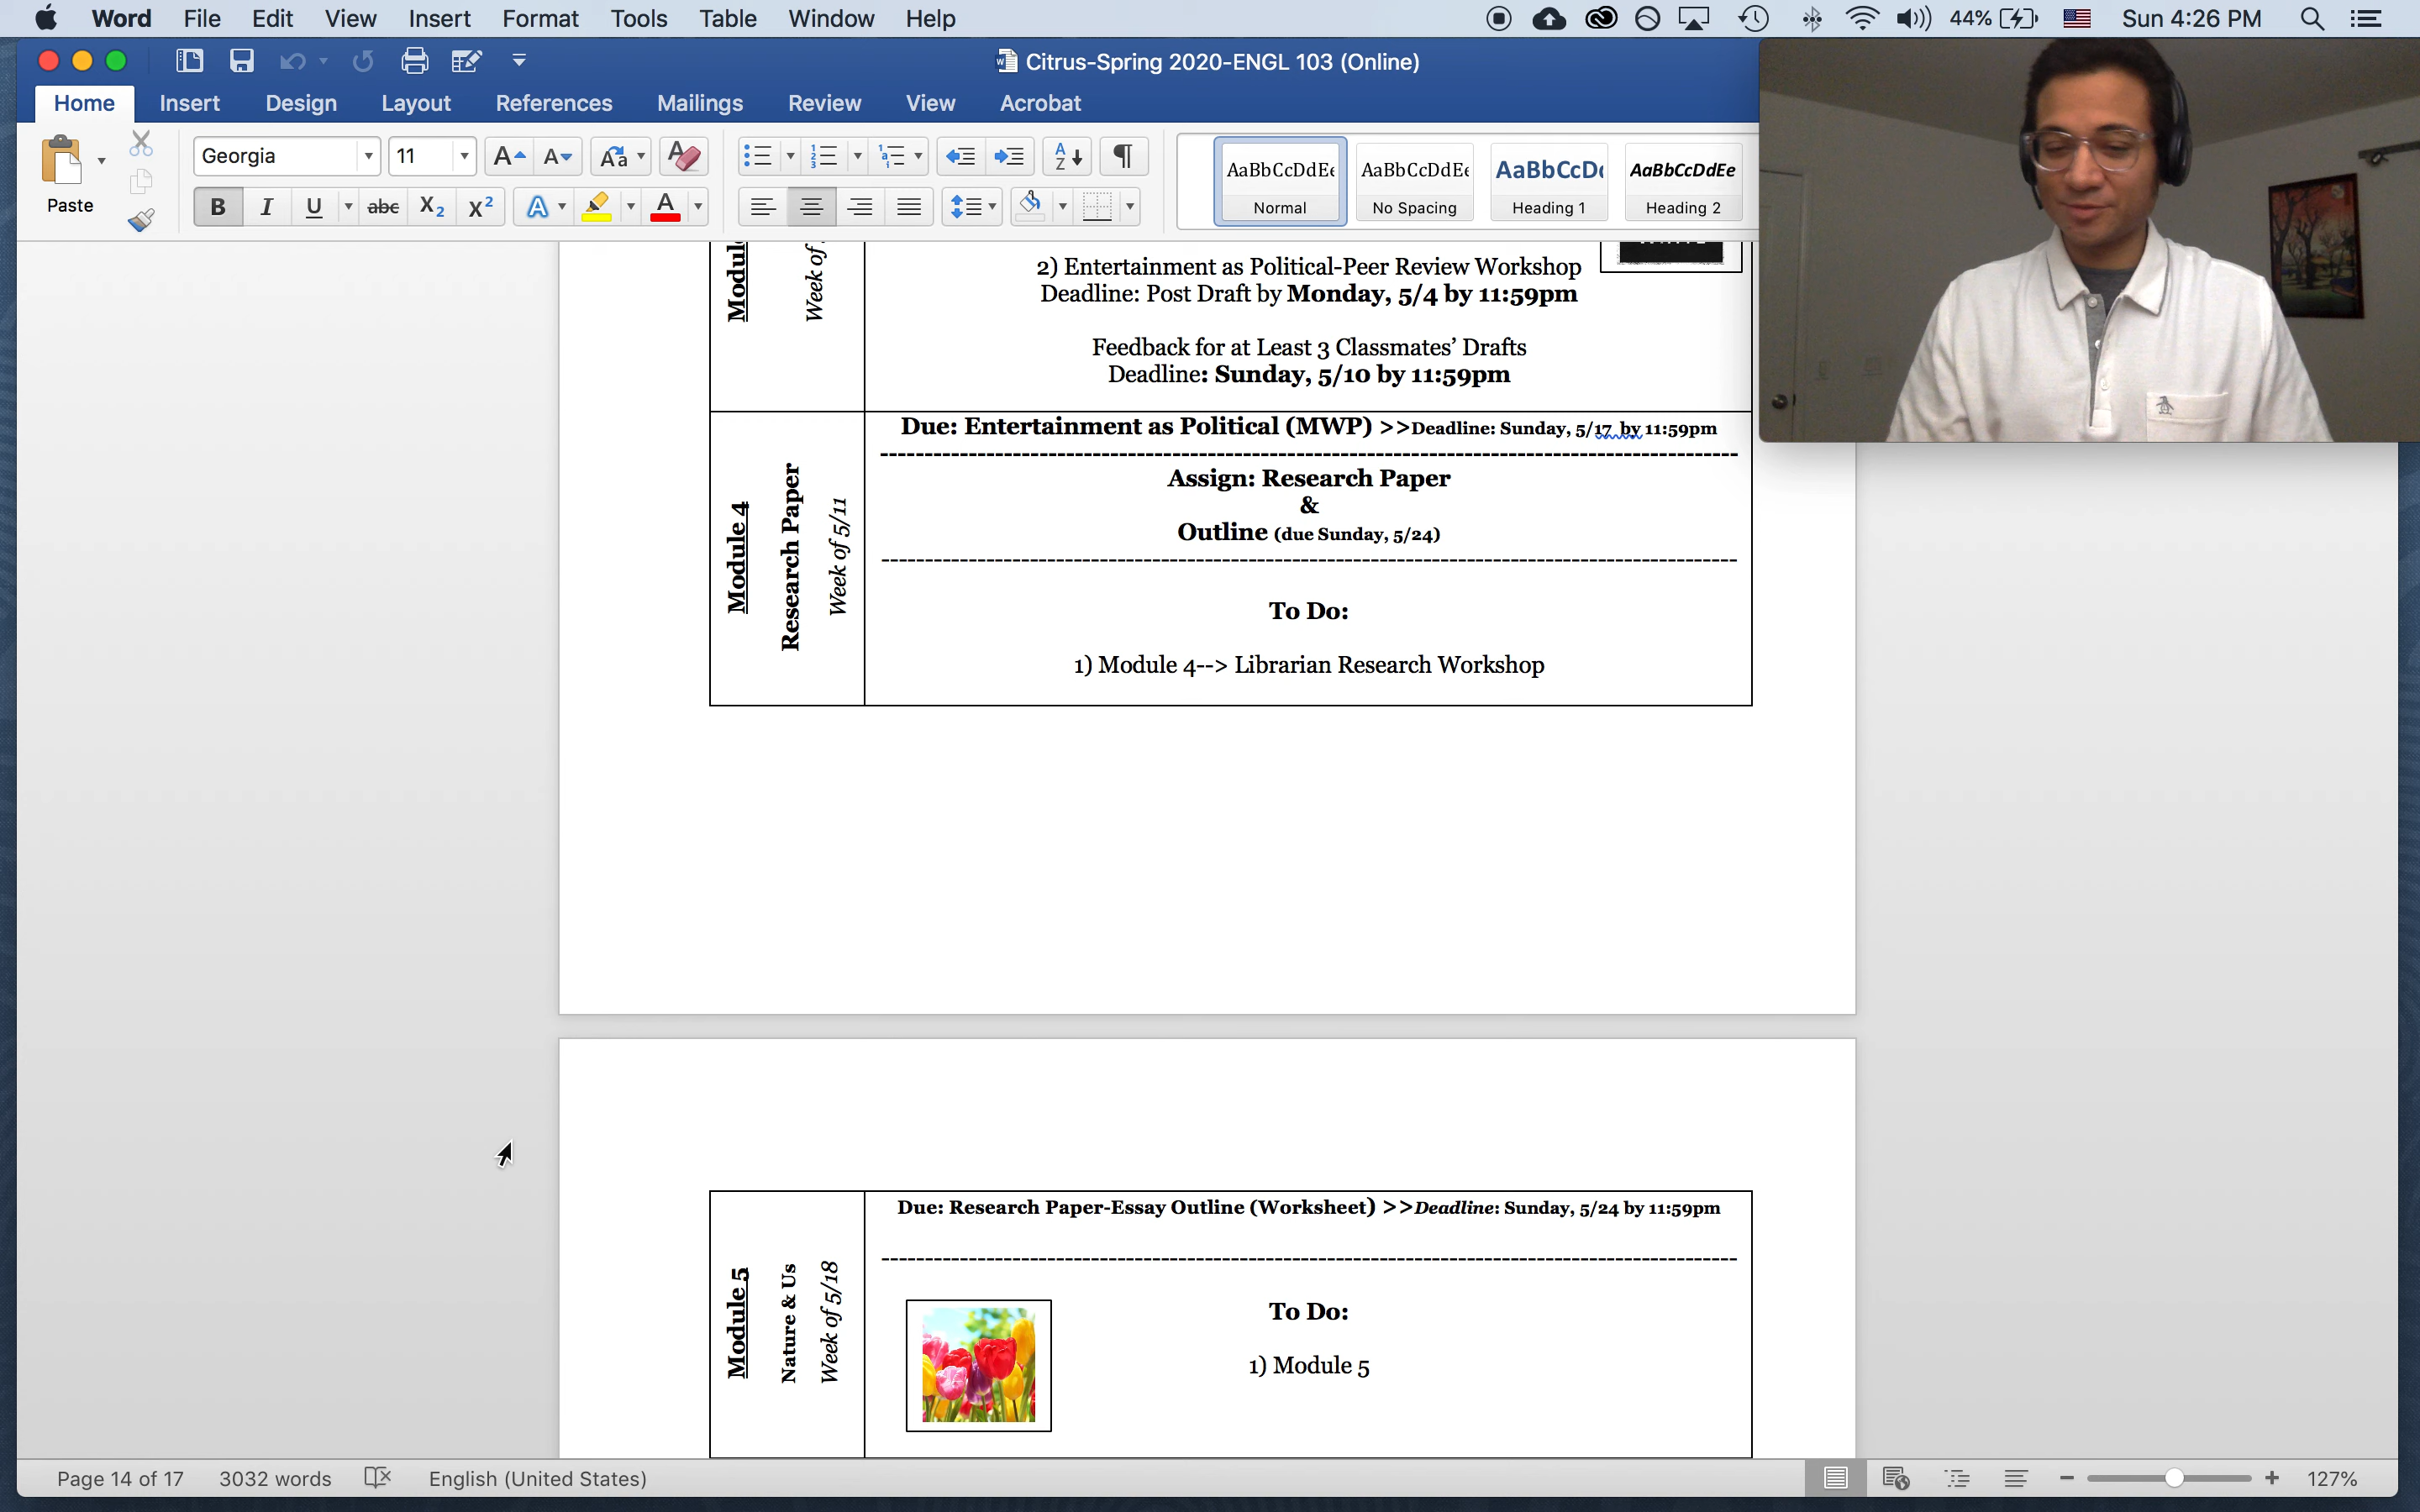 Word File Edit View Insert Format Tools Table Window Help 44% Sun 4:26 PM
Citrus-Spring 2020-ENGL 103 (Online)
Home Insert Design Layout References Mailings Review View Acrobat
Paste
Georgia 11
AaBbCcDdEe AaBbCcDdEe AaBbCcDc AaBbCcDdEe
Normal No Spacing Heading 1 Heading 2
Week of
2) Entertainment as Political-Peer Review Workshop
Deadline: Post Draft by Monday, 5/4 by 11:59pm
Feedback for at Least 3 Classmates’ Drafts
Deadline: Sunday, 5/10 by 11:59pm
Module 4
Research Paper
Week of 5/11
Due: Entertainment as Political (MWP) >>Deadline: Sunday, 5/17 by 11:59pm
Assign: Research Paper
&
Outline (due Sunday, 5/24)
To Do:
1) Module 4--> Librarian Research Workshop
Module 5
Nature & Us
Week of 5/18
Due: Research Paper-Essay Outline (Worksheet) >>Deadline: Sunday, 5/24 by 11:59pm
To Do:
1) Module 5
Page 14 of 17 3032 words English (United States) 127%